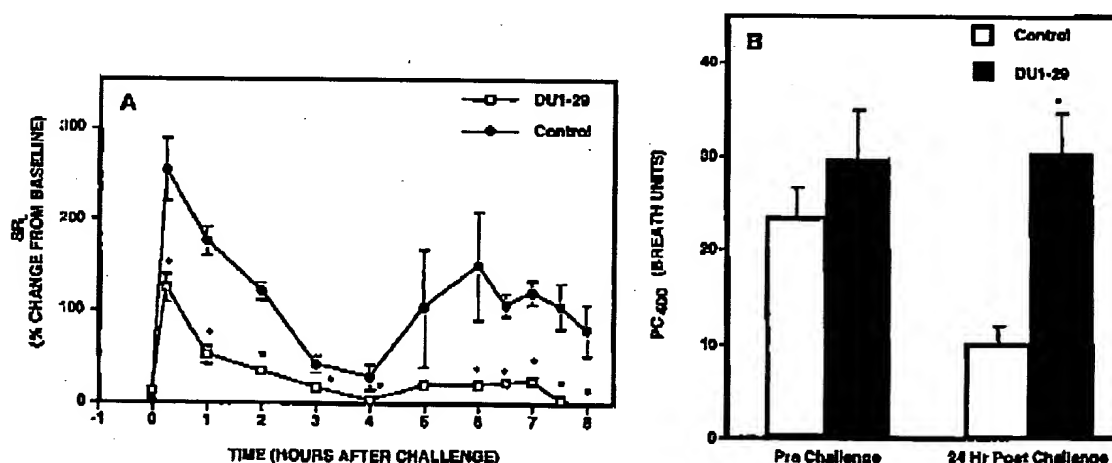 A
DU1-29
Control
300
200
100
0
-1 0 1 2 3 4 5 6 7 8
(% CHANGE FROM BASELINE)
TIME (HOURS AFTER CHALLENGE)
B
Control
DU1-29
40
30
20
10
0
PC400 (BREATH UNITS)
Pre Challenge
24 Hr Post Challenge